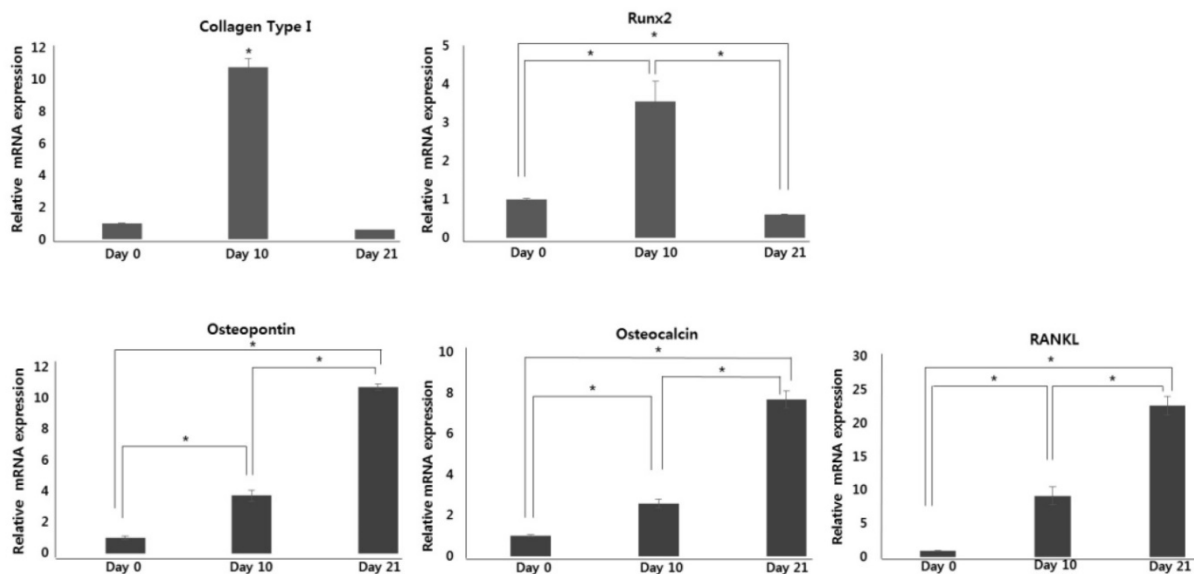 Collagen Type I
Relative mRNA expression
12
10
8
6
4
2
0
*
Day 0 Day 10 Day 21
Runx2
Relative mRNA expression
5
4
3
2
1
0
*
* *
Day 0 Day 10 Day 21
Osteopontin
Relative mRNA expression
12
10
8
6
4
2
0
*
*
*
Day 0 Day 10 Day 21
Osteocalcin
Relative mRNA expression
10
8
6
4
2
0
*
*
*
Day 0 Day 10 Day 21
RANKL
Relative mRNA expression
30
25
20
15
10
5
0
*
* *
Day 0 Day 10 Day 21